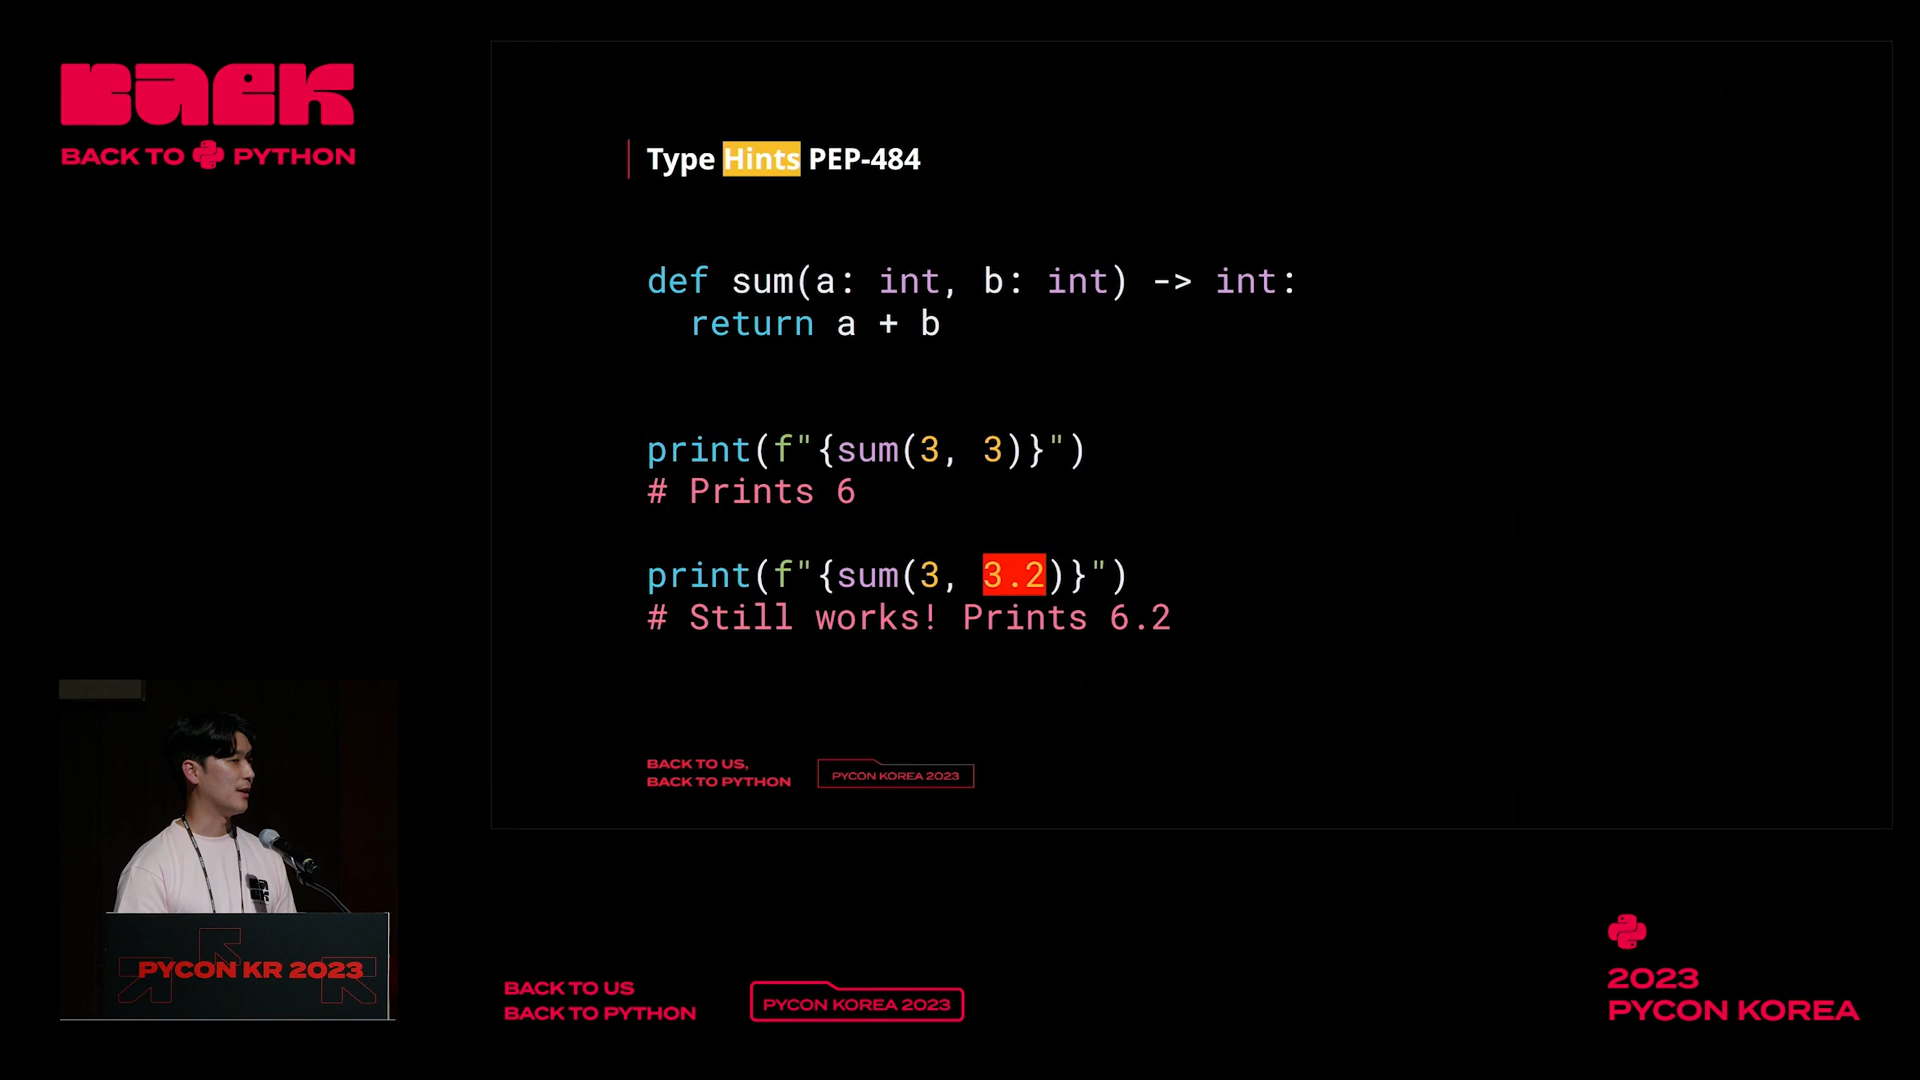 BacK
BACK TO PYTHON
Type Hints PEP-484
def sum(a: int, b: int) -> int:
return a + b
print(f"{sum(3, 3)}")
# Prints 6
print(f"{sum(3, 3.2)}")
# Still works! Prints 6.2
BACK TO US,
BACK TO PYTHON
PYCON KOREA 2023
PYCON KR 2023
BACK TO US
BACK TO PYTHON
PYCON KOREA 2023
2023
PYCON KOREA